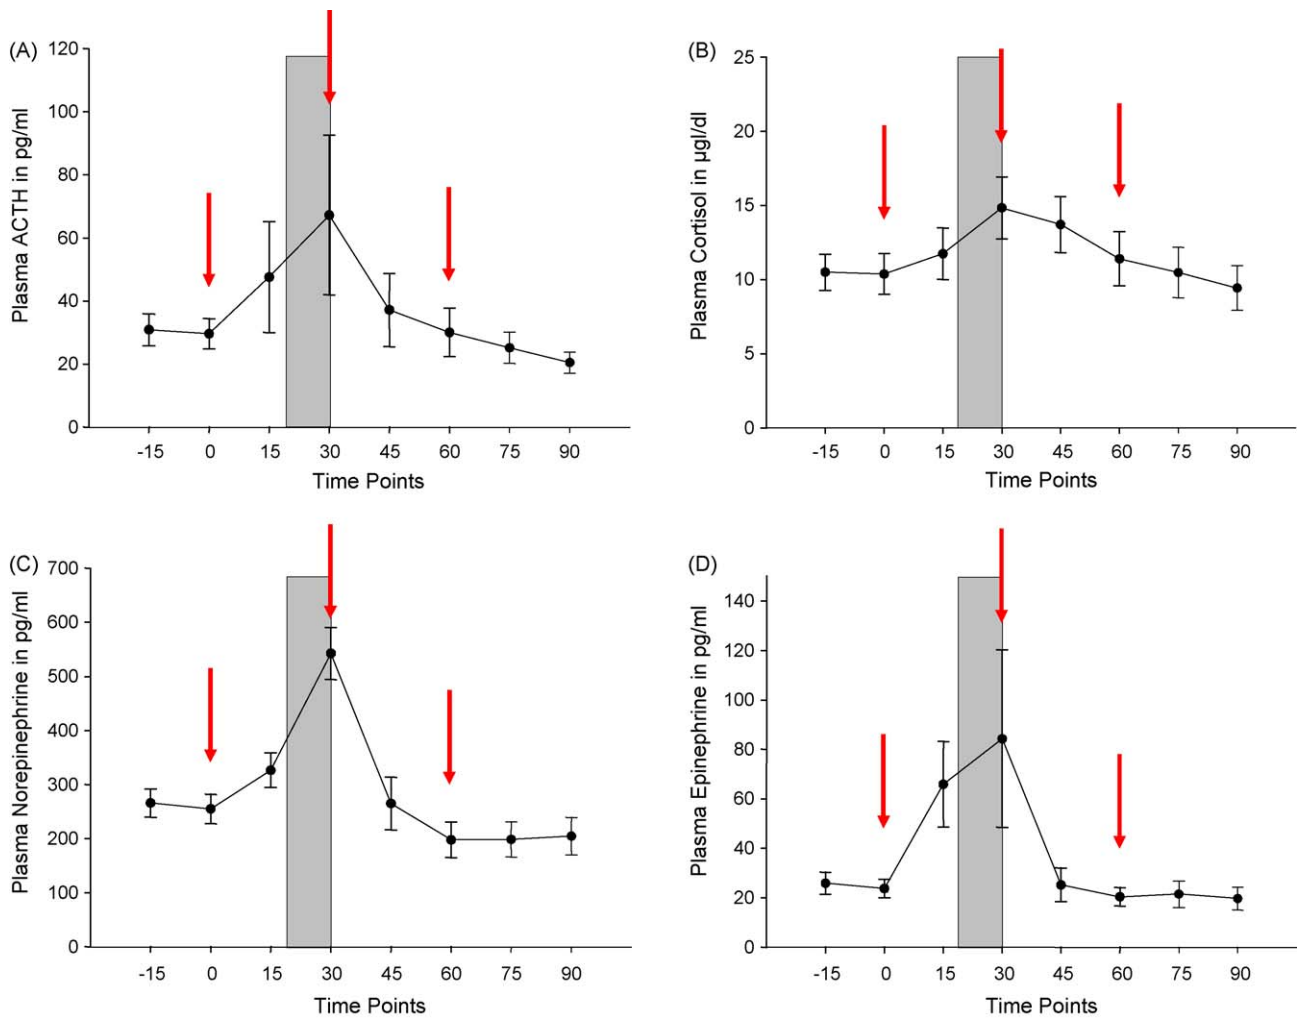 (A)
Plasma ACTH in pg/ml
120
100
80
60
40
20
0
-15 0 15 30 45 60 75 90
Time Points
(B)
Plasma Cortisol in µgl/dl
25
20
15
10
5
0
-15 0 15 30 45 60 75 90
Time Points
(C)
Plasma Norepinephrine in pg/ml
700
600
500
400
300
200
100
0
-15 0 15 30 45 60 75 90
Time Points
(D)
Plasma Epinephrine in pg/ml
140
120
100
80
60
40
20
0
-15 0 15 30 45 60 75 90
Time Points